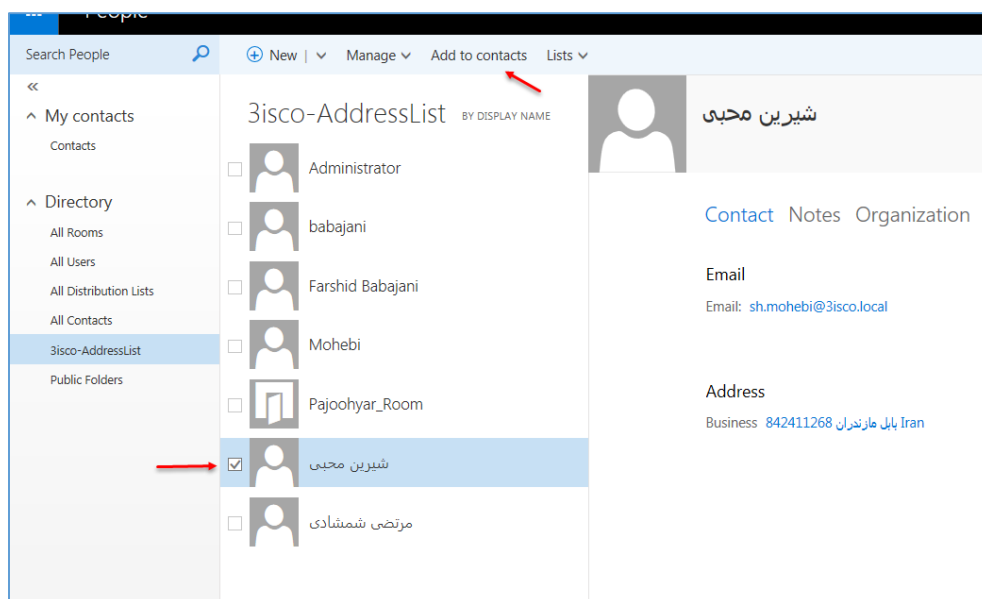 People
Search People
New | Manage Add to contacts Lists
«
My contacts
Contacts
Directory
All Rooms
All Users
All Distribution Lists
All Contacts
3isco-AddressList
Public Folders
3isco-AddressList BY DISPLAY NAME
Administrator
babajani
Farshid Babajani
Mohebi
Pajoohyar_Room
شیرین محبی
مرتضی شمشادی
شیرین محبی
Contact Notes Organization
Email
Email: sh.mohebi@3isco.local
Address
Business 842411268 بابل مازندران Iran